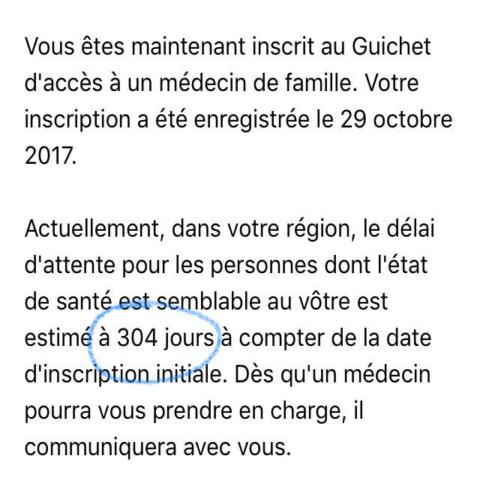 Vous êtes maintenant inscrit au Guichet
d'accès à un médecin de famille. Votre
inscription a été enregistrée le 29 octobre
2017.
Actuellement, dans votre région, le délai
d'attente pour les personnes dont l'état
de santé est semblable au vôtre est
estimé à 304 jours à compter de la date
d'inscription initiale. Dès qu'un médecin
pourra vous prendre en charge, il
communiquera avec vous.